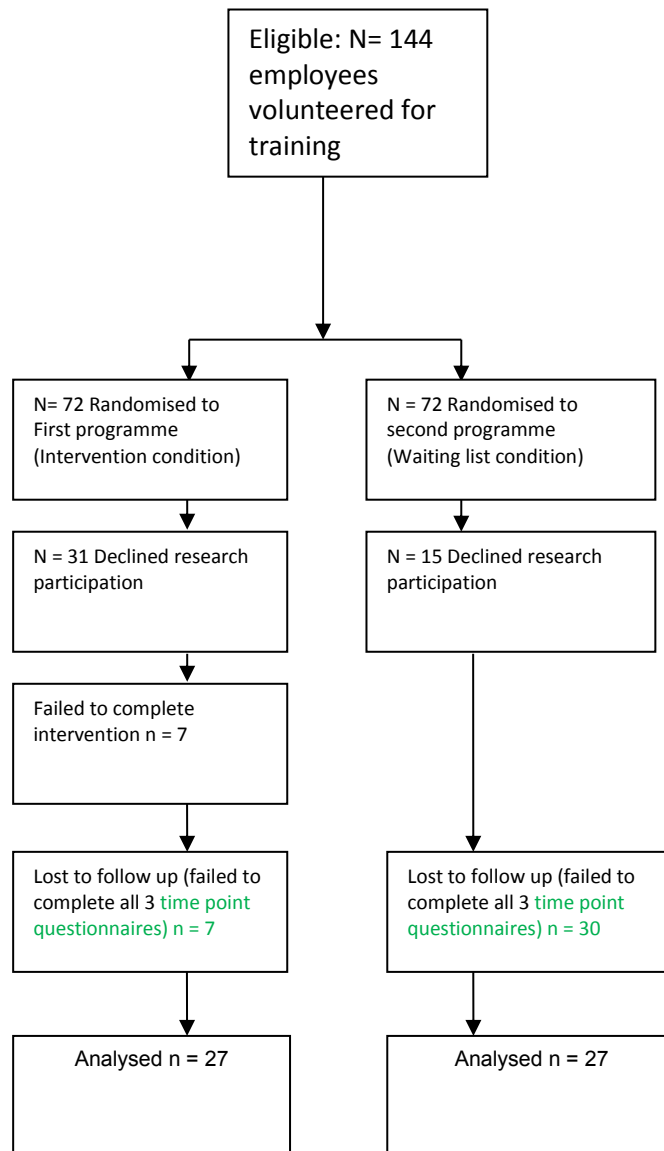 Eligible: N= 144
employees
volunteered for
training
N= 72 Randomised to
First programme
(Intervention condition)
N = 72 Randomised to
second programme
(Waiting list condition)
N = 31 Declined research
participation
N = 15 Declined research
participation
Failed to complete
intervention n = 7
Lost to follow up (failed to
complete all 3 time point
questionnaires) n = 7
Lost to follow up (failed to
complete all 3 time point
questionnaires) n = 30
Analysed n = 27
Analysed n = 27